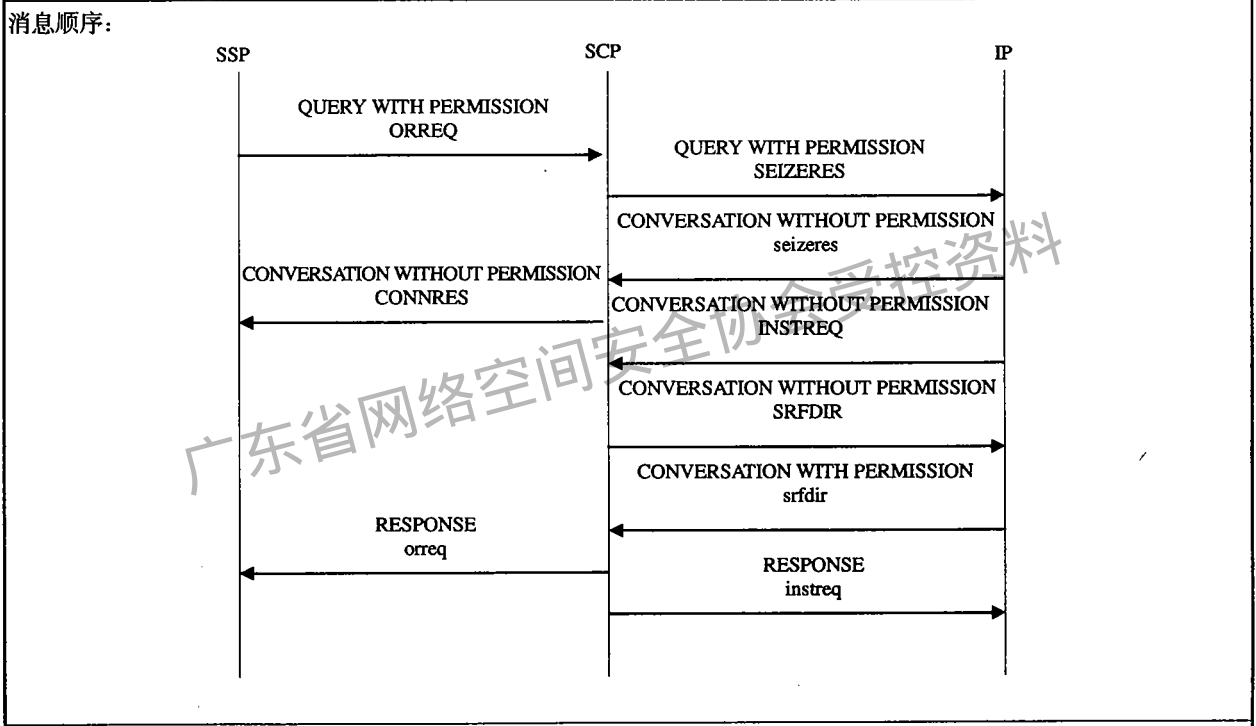 消息顺序：
SSP
SCP
IP
QUERY WITH PERMISSION
ORREQ
QUERY WITH PERMISSION
SEIZERES
CONVERSATION WITHOUT PERMISSION
seizeres
CONVERSATION WITHOUT PERMISSION
CONNRES
CONVERSATION WITHOUT PERMISSION
INSTREQ
CONVERSATION WITHOUT PERMISSION
SRFDIR
CONVERSATION WITH PERMISSION
srfdir
RESPONSE
orreq
RESPONSE
instreq
广东省网络空间安全协会受控资料